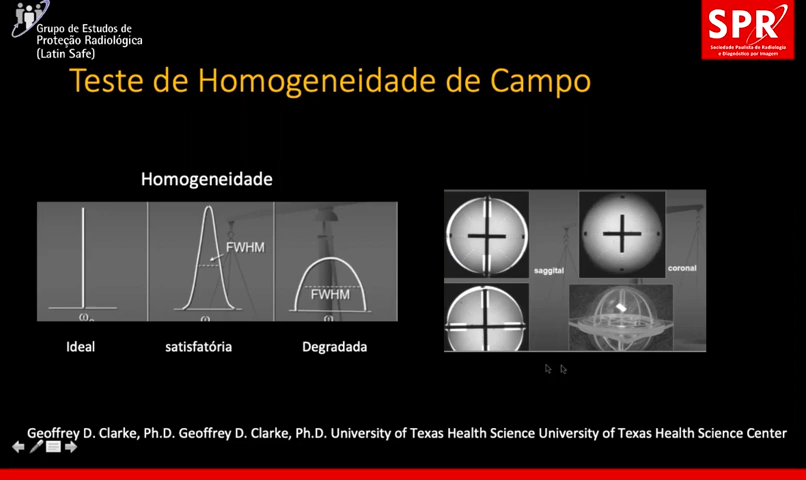 Grupo de Estudos de
Proteção Radiológica
(Latin Safe)
SPR
Sociedade Paulista de Radiologia
e Diagnóstico por Imagem
Teste de Homogeneidade de Campo
Homogeneidade
FWHM
FWHM
ω
saggital
coronal
Ideal
satisfatória
Degradada
Geoffrey D. Clarke, Ph.D. Geoffrey D. Clarke, Ph.D. University of Texas Health Science University of Texas Health Science Center